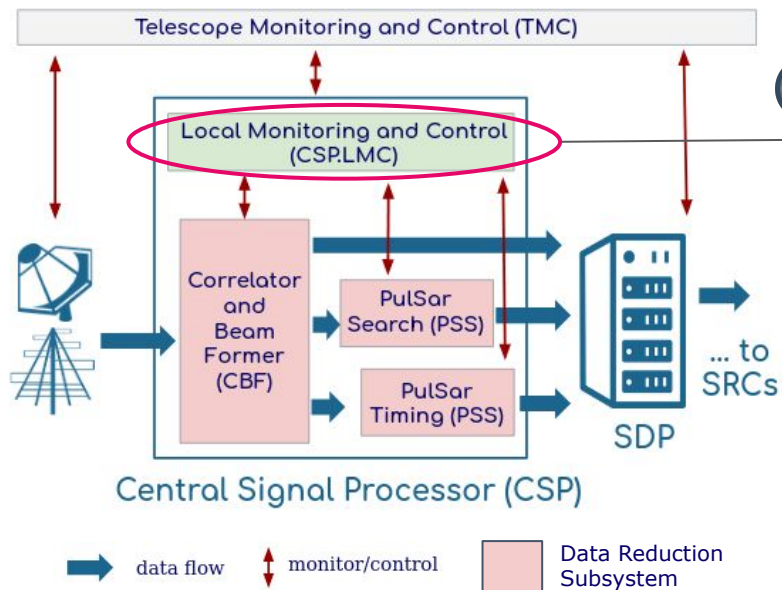 Telescope Monitoring and Control (TMC)
Local Monitoring and Control
(CSP.LMC)
Correlator
and
Beam
Former
(CBF)
PulSar
Search (PSS)
PulSar
Timing (PSS)
... to
SRCs
SDP
Central Signal Processor (CSP)
data flow
monitor/control
Data Reduction
Subsystem